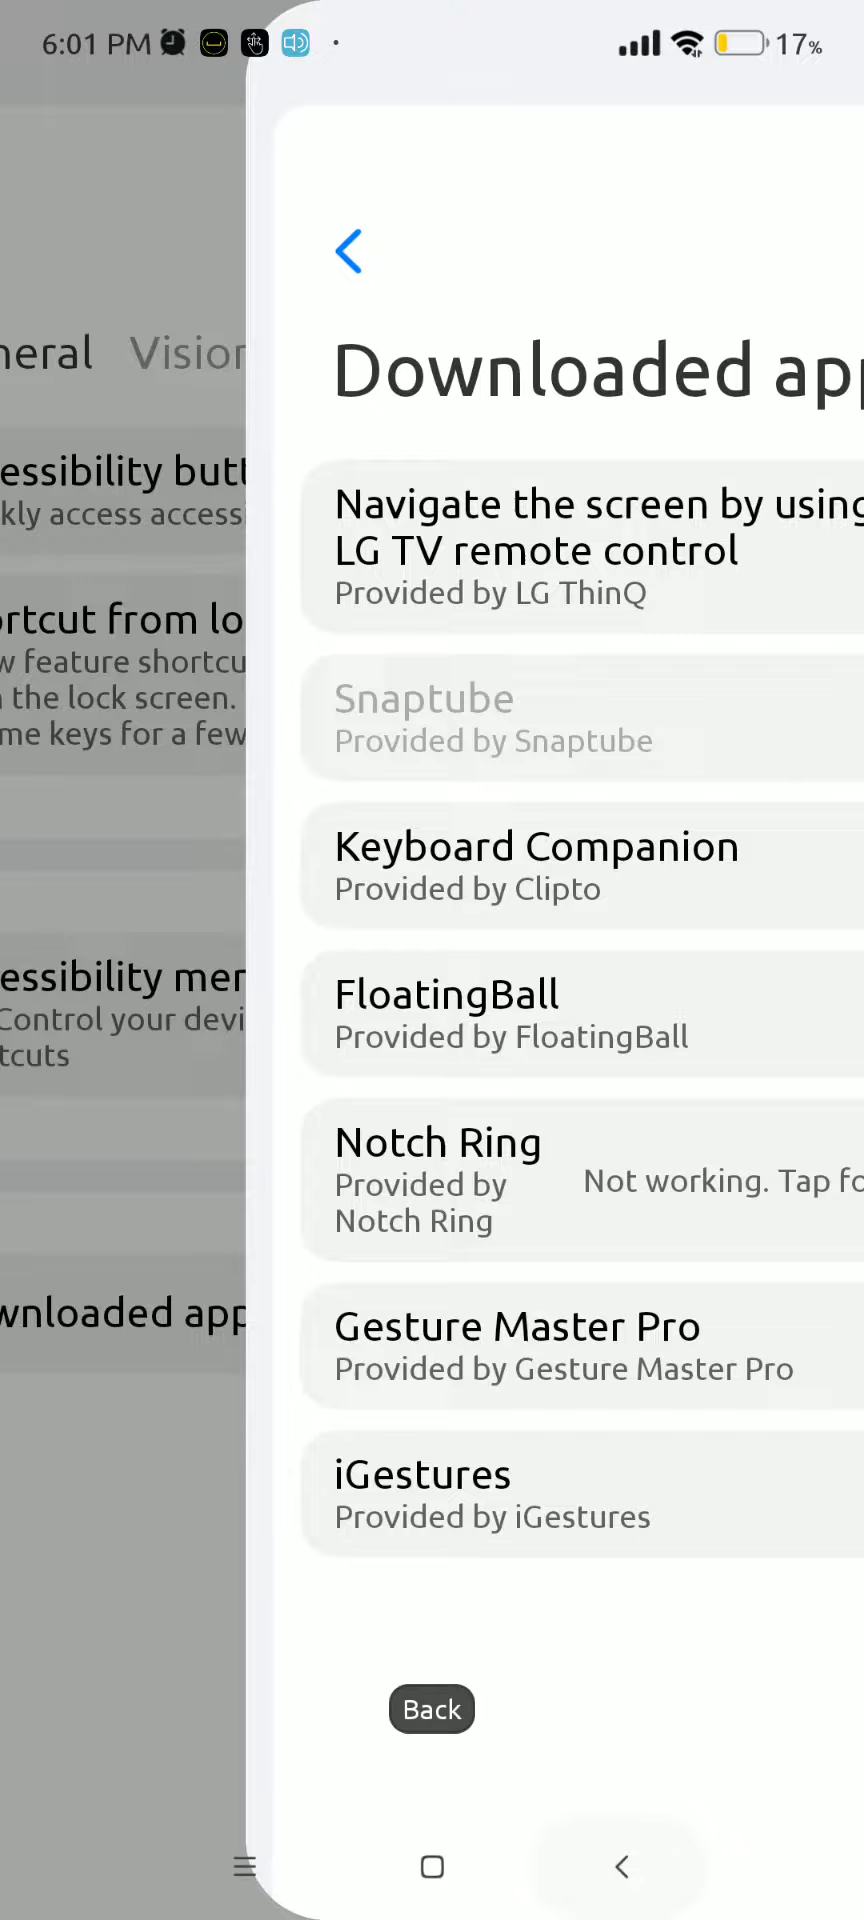 6:01 PM
17%
neral Vision
essibility butt
kly access access
ortcut from lo
w feature shortcu
the lock screen.
me keys for a few
essibility mer
Control your devi
tcuts
wnloaded app
Downloaded app
Navigate the screen by using
LG TV remote control
Provided by LG ThinQ
Snaptube
Provided by Snaptube
Keyboard Companion
Provided by Clipto
FloatingBall
Provided by FloatingBall
Notch Ring
Provided by
Notch Ring
Not working. Tap fo
Gesture Master Pro
Provided by Gesture Master Pro
iGestures
Provided by iGestures
Back